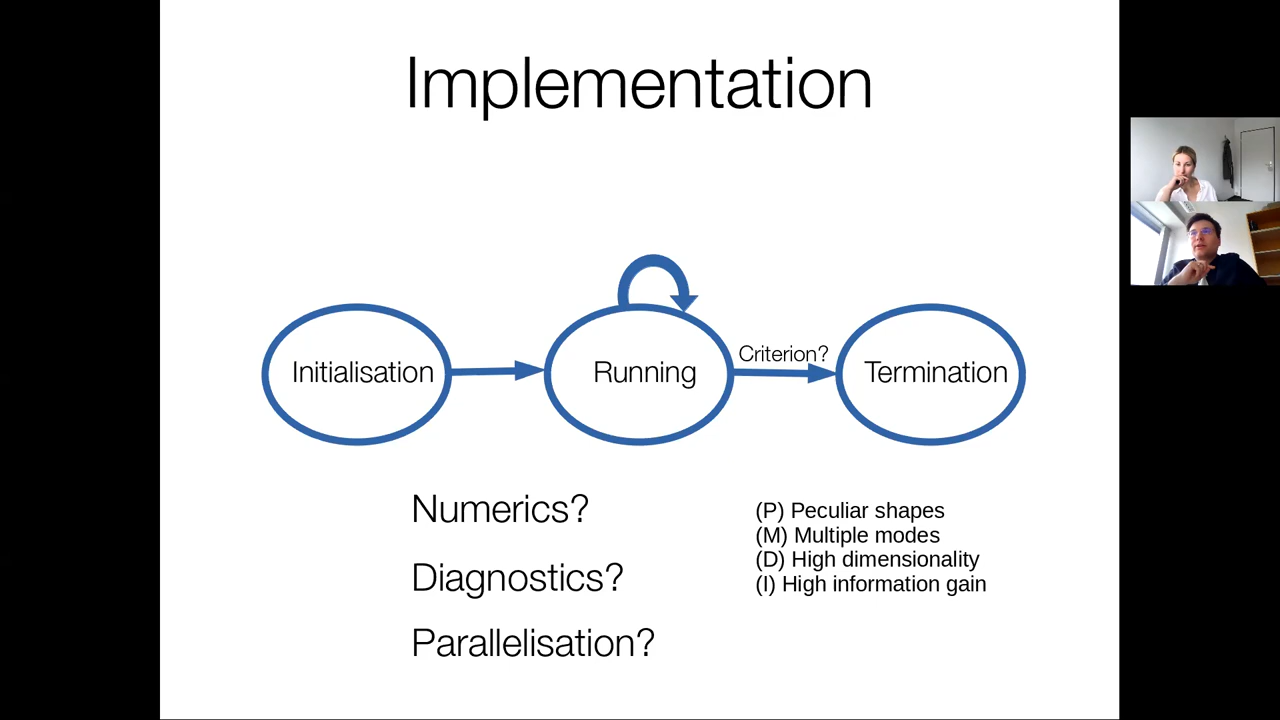 Implementation
Initialisation
Running
Criterion?
Termination
Numerics?
Diagnostics?
Parallelisation?
(P) Peculiar shapes
(M) Multiple modes
(D) High dimensionality
(I) High information gain